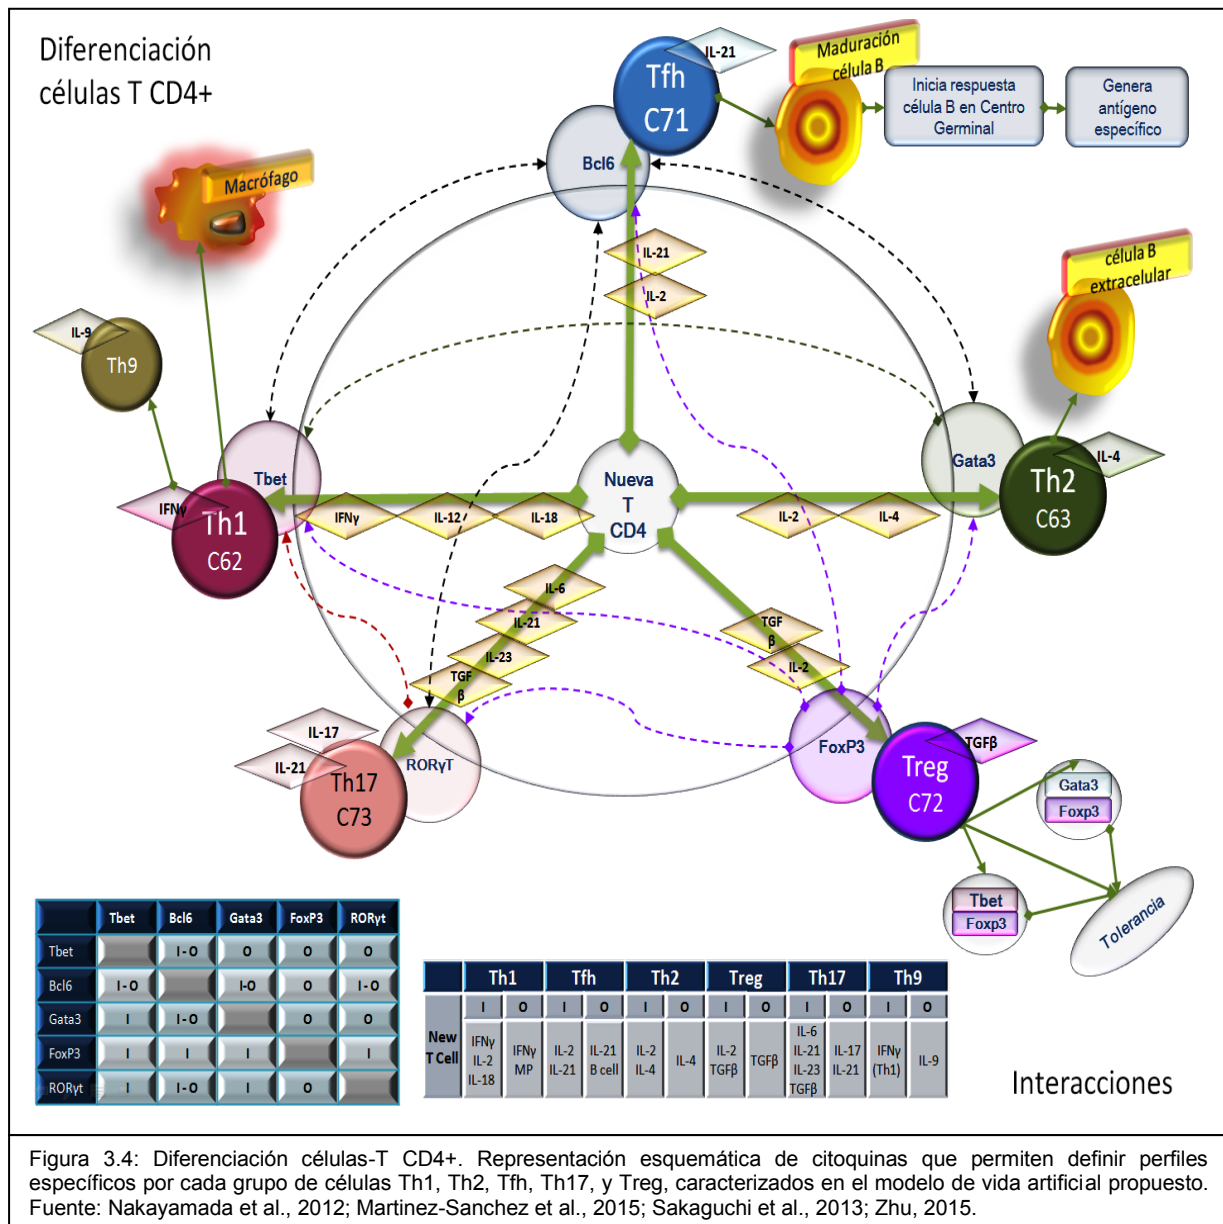 Diferenciación
células T CD4+
IL-21
Tfh
C71
Bcl6
Maduración
célula B
Inicia respuesta
célula B en Centro
Germinal
Genera
antígeno
específico
Macrófago
IL-21
IL-2
célula B
extracelular
IL-9
Th9
Tbet
IFNγ
Th1
C62
IFNγ
IL-12
IL-18
Nueva
T
CD4
IL-2
IL-4
Gata3
Th2
C63
IL-4
IL-6
IL-21
IL-23
TGF
β
TGF
β
IL-2
IL-17
IL-21
Th17
C73
RORγT
FoxP3
Treg
C72
TGFβ
Gata3
Foxp3
Tbet
Foxp3
Tolerancia
Tbet Bcl6 Gata3 FoxP3 RORγt
Tbet I - O O O O
Bcl6 I - O I-O O I - O
Gata3 I I - O O O
FoxP3 I I I I
RORγt I I - O I O
Th1 Tfh Th2 Treg Th17 Th9
I O I O I O I O I O I O
New
T Cell
IFNγ
IL-2
IL-18
IFNγ
MP
IL-2
IL-21
IL-21
B cell
IL-2
IL-4
IL-4
IL-2
TGFβ
TGFβ
IL-6
IL-21
IL-23
TGFβ
IL-17
IL-21
IFNγ
(Th1)
IL-9
Interacciones
Figura 3.4: Diferenciación células-T CD4+. Representación esquemática de citoquinas que permiten definir perfiles
específicos por cada grupo de células Th1, Th2, Tfh, Th17, y Treg, caracterizados en el modelo de vida artificial propuesto.
Fuente: Nakayamada et al., 2012; Martinez-Sanchez et al., 2015; Sakaguchi et al., 2013; Zhu, 2015.